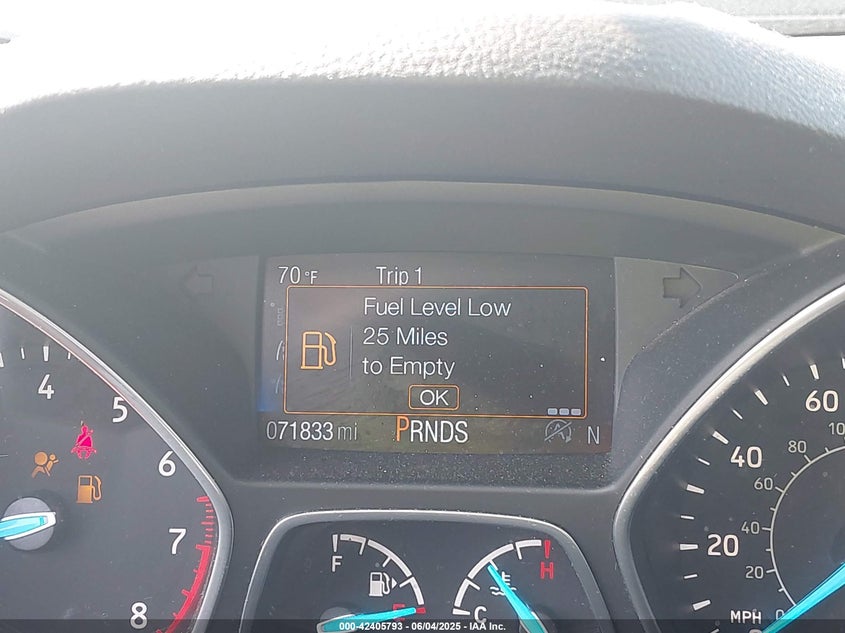 70 °F Trip 1
Fuel Level Low
25 Miles
to Empty
OK
071833 mi PRNDS N
4
5
6
7
8
F
E
H
C
60
40
20
MPH 0
80
60
40
20
000-42405793 - 06/04/2025 - IAA Inc.